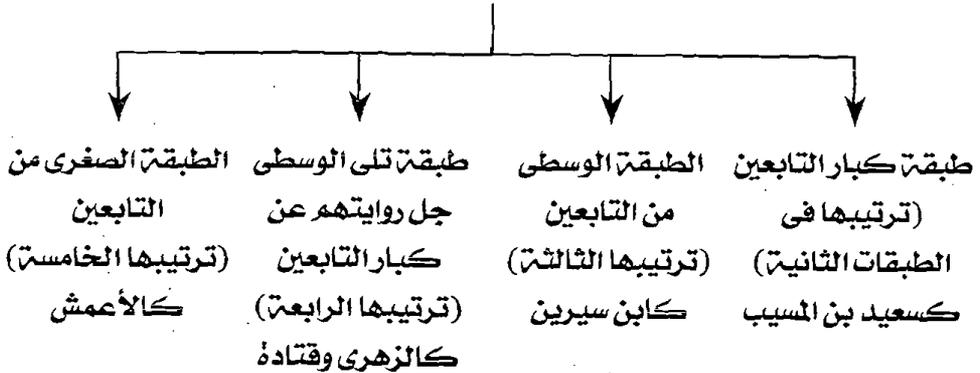 طبقة كبار التابعين
(ترتيبها فى
الطبقات الثانية)
كسعيد بن المسيب
الطبقة الوسطى
من التابعين
(ترتيبها الثالثة)
كابن سيرين
طبقة تلى الوسطى
جل روايتهم عن
كبار التابعين
(ترتيبها الرابعة)
كالزهرى وقتادة
الطبقة الصغرى من
التابعين
(ترتيبها الخامسة)
كالأعمش